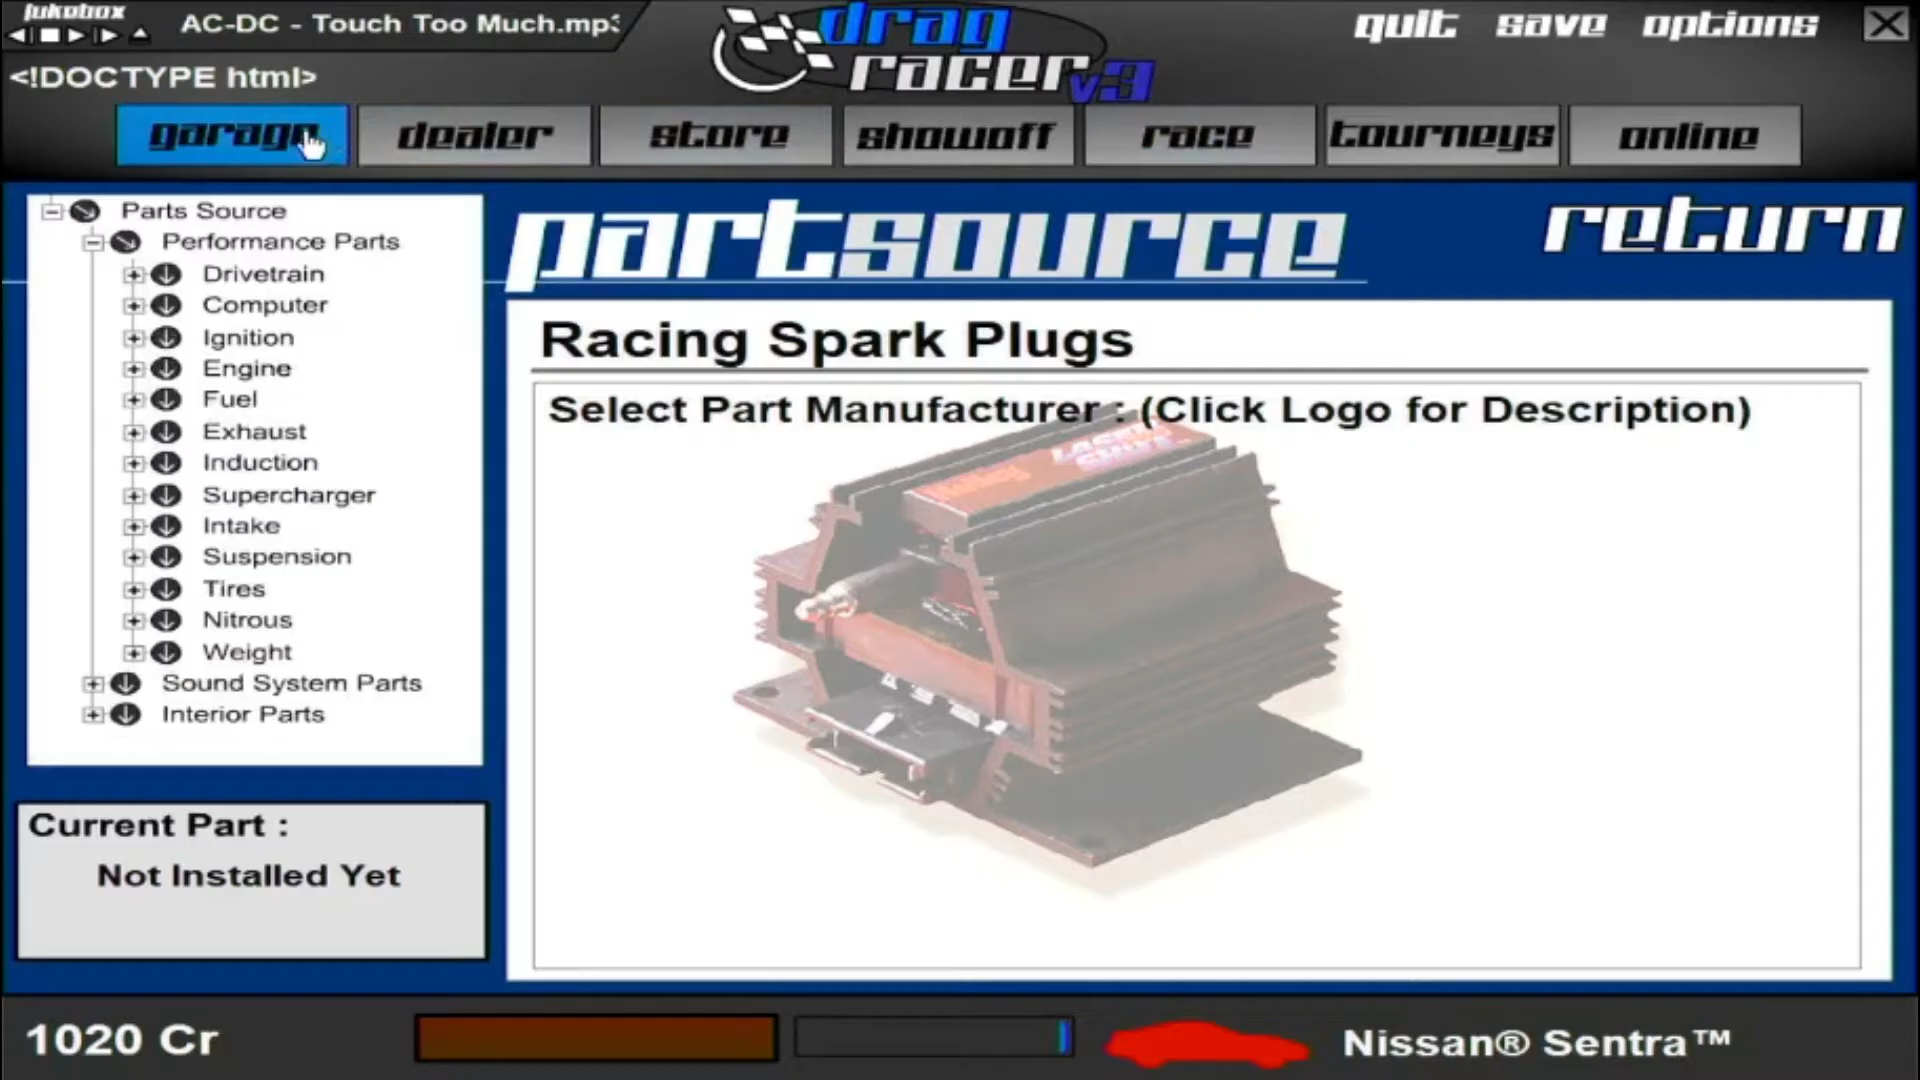 jukebox
AC-DC - Touch Too Much.mp3
drag
racer v3
quit save options
<!DOCTYPE html>
garage dealer store showoff race tourneys online
Parts Source
Performance Parts
Drivetrain
Computer
Ignition
Engine
Fuel
Exhaust
Induction
Supercharger
Intake
Suspension
Tires
Nitrous
Weight
Sound System Parts
Interior Parts
partsource
return
Racing Spark Plugs
Select Part Manufacturer : (Click Logo for Description)
Current Part :
Not Installed Yet
1020 Cr
Nissan® Sentra™